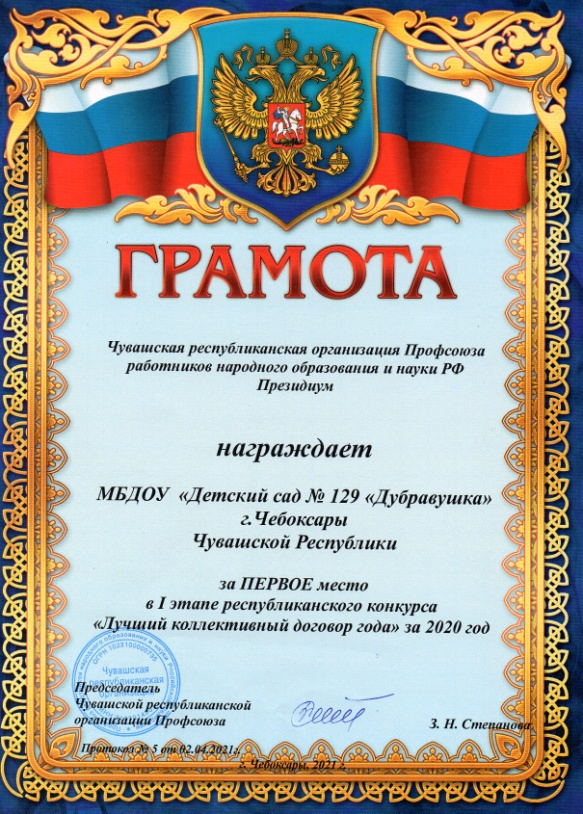 ГРАМОТА
Чувашская республиканская организация Профсоюза
работников народного образования и науки РФ
Президиум
награждает
МБДОУ «Детский сад № 129 «Дубравушка»
г.Чебоксары
Чувашской Республики
за ПЕРВОЕ место
в I этапе республиканского конкурса
«Лучший коллективный договор года» за 2020 год
Чувашская
республиканская
организация
Председатель
Чувашской республиканской
организации Профсоюза
З. Н. Степанова
Протокол № 5 от 02.04.2021г.
г. Чебоксары, 2021 г.